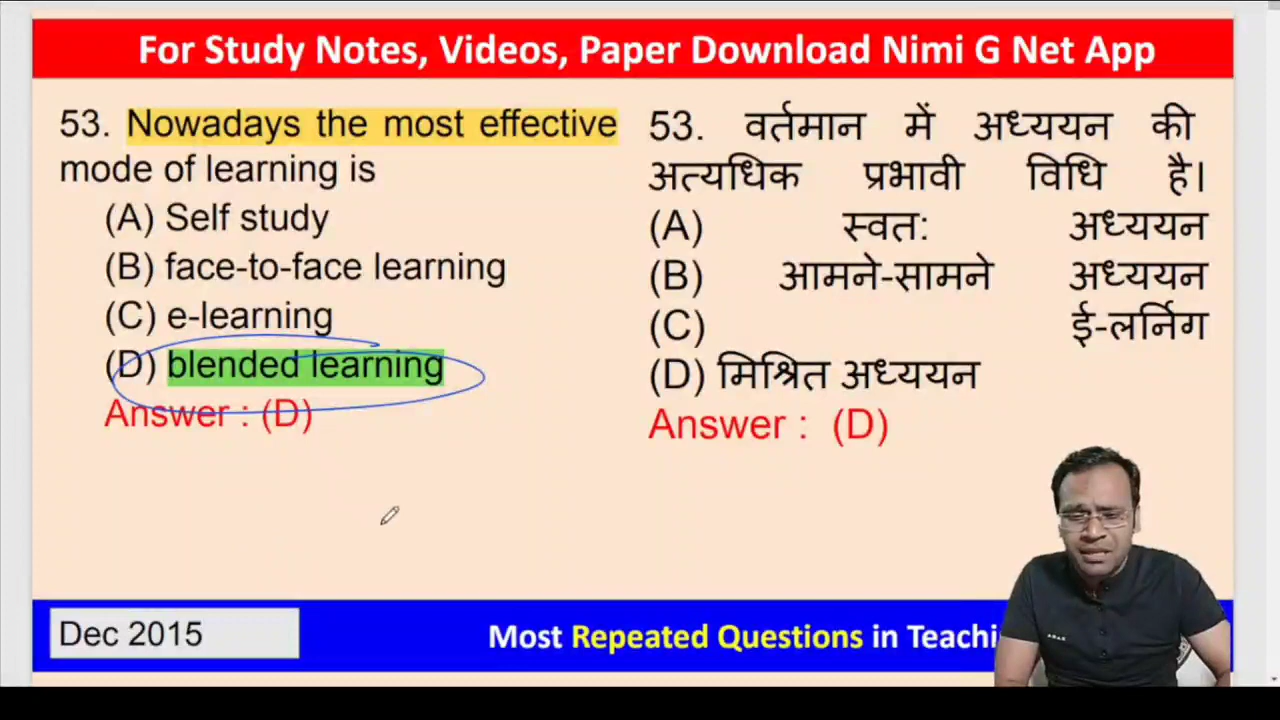 For Study Notes, Videos, Paper Download Nimi G Net App
53. Nowadays the most effective
mode of learning is
(A) Self study
(B) face-to-face learning
(C) e-learning
(D) blended learning
Answer : (D)
53. वर्तमान में अध्ययन की
अत्यधिक प्रभावी विधि है।
(A) स्वत: अध्ययन
(B) आमने-सामने अध्ययन
(C) ई-लर्निग
(D) मिश्रित अध्ययन
Answer : (D)
Dec 2015
Most Repeated Questions in